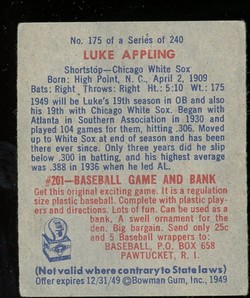 No. 175 of a Series of 240
LUKE APPLING
Shortstop—Chicago White Sox
Born: High Point, N. C., April 2, 1909
Bats: Right Throws: Right Ht.: 5:10 Wt.: 175
1949 will be Luke's 19th season in OB and also
his 19th with Chicago White Sox. Began with
Atlanta in Southern Association in 1930 and
played 104 games for them, hitting .306. Moved
up to White Sox at end of season and has been
there ever since. Only three years did he dip
below .300 in batting, and his highest average
was .388 in 1936 when he led AL.
#201—BASEBALL GAME AND BANK
Get this original exciting game. It is a regulation
size plastic baseball. Complete with plastic players
and directions. Lots of fun. Can be used
as a Bank. A swell ornament for the
den. Big bargain. Send only 25c
and 5 Baseball wrappers to:
BASEBALL, P.O. BOX 658
PAWTUCKET, R. I.
(Not valid where contrary to State laws)
Offer expires 12/31/49 ©Bowman Gum, Inc., 1949